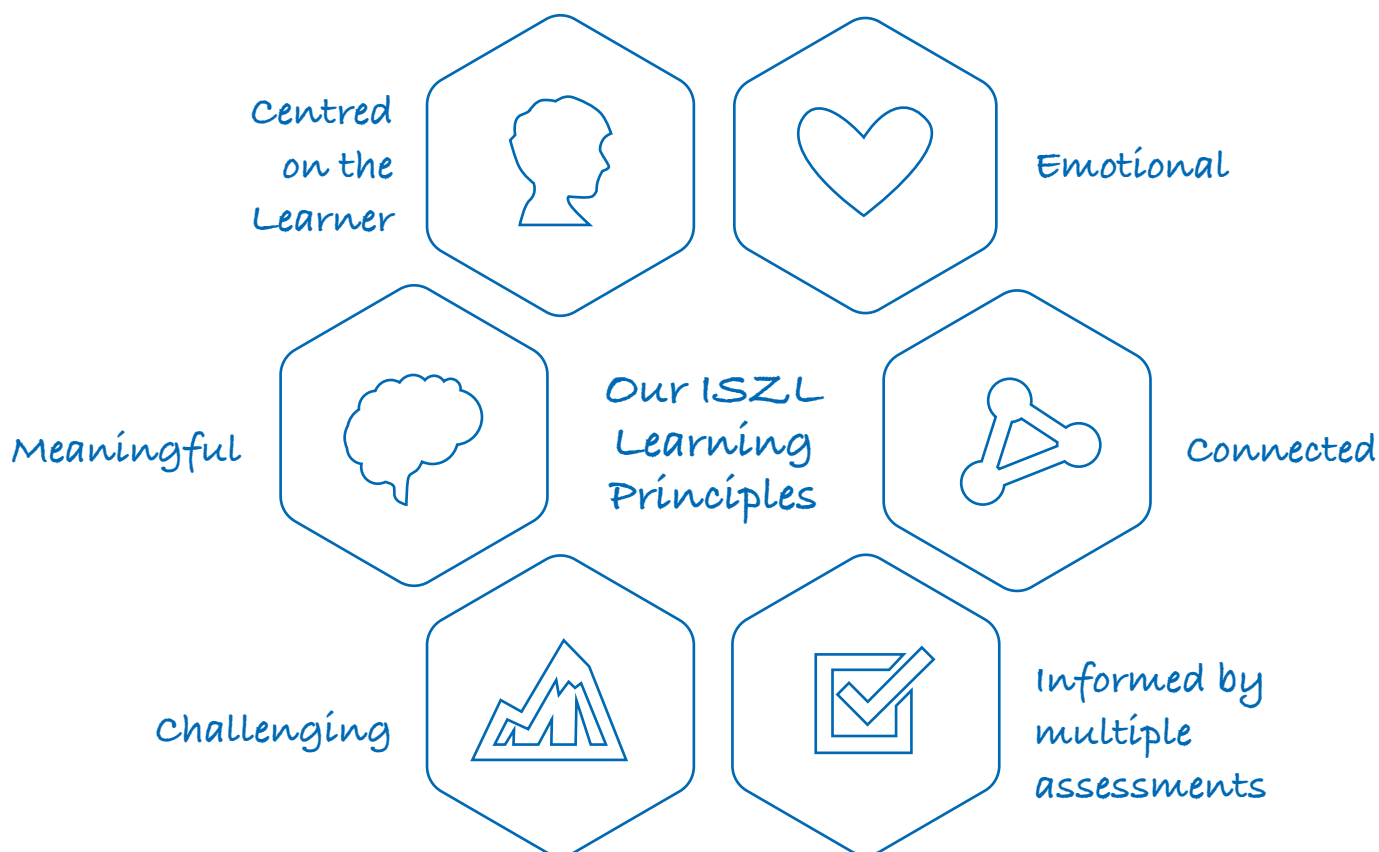 Centred
on the
Learner
Emotional
Meaningful
Our ISZL
Learning
Principles
Connected
Challenging
Informed by
multiple
assessments